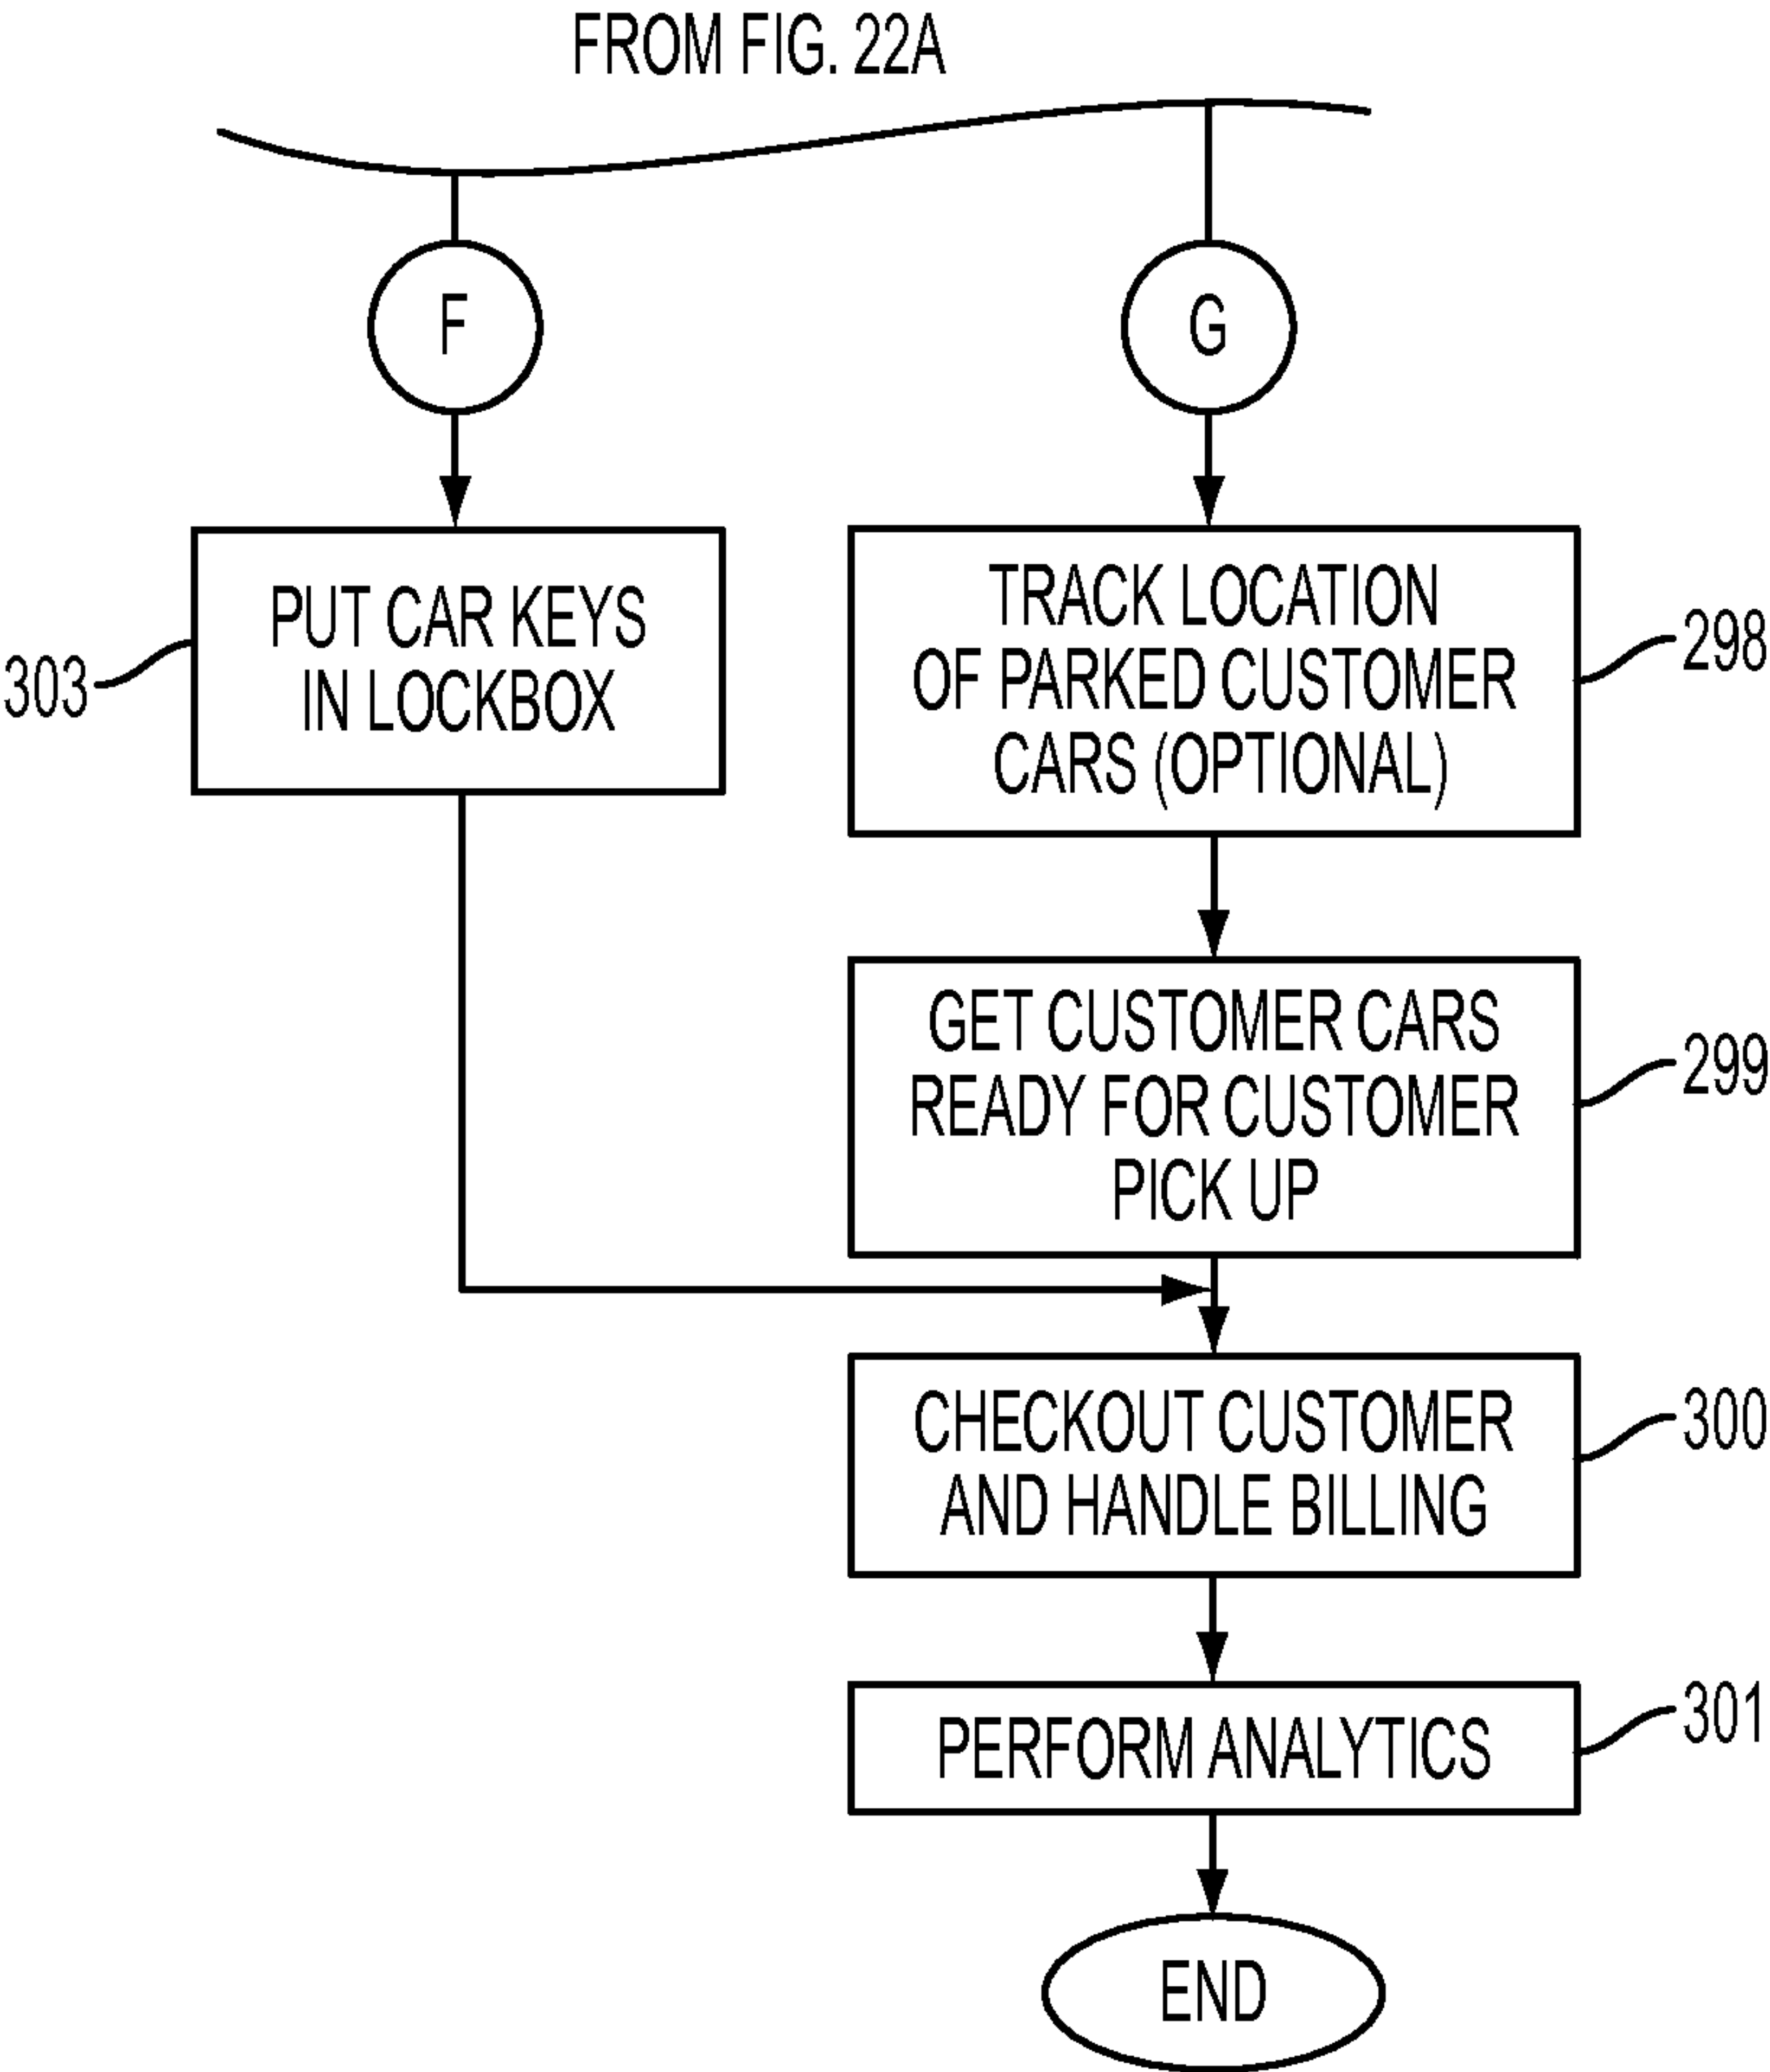 FROM FIG. 22A
F
G
PUT CAR KEYS
IN LOCKBOX
303
TRACK LOCATION
OF PARKED CUSTOMER
CARS (OPTIONAL)
298
GET CUSTOMER CARS
READY FOR CUSTOMER
PICK UP
299
CHECKOUT CUSTOMER
AND HANDLE BILLING
300
PERFORM ANALYTICS
301
END